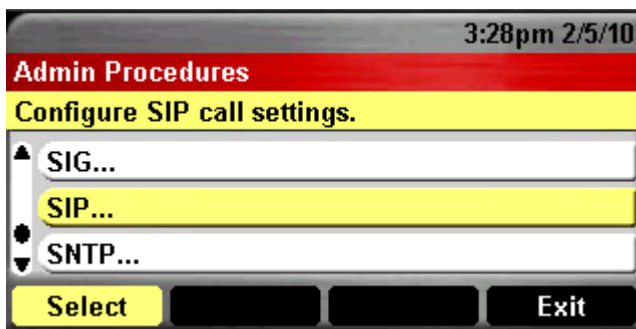 3:28pm 2/5/10
Admin Procedures
Configure SIP call settings.
SIG...
SIP...
SNTP...
Select Exit